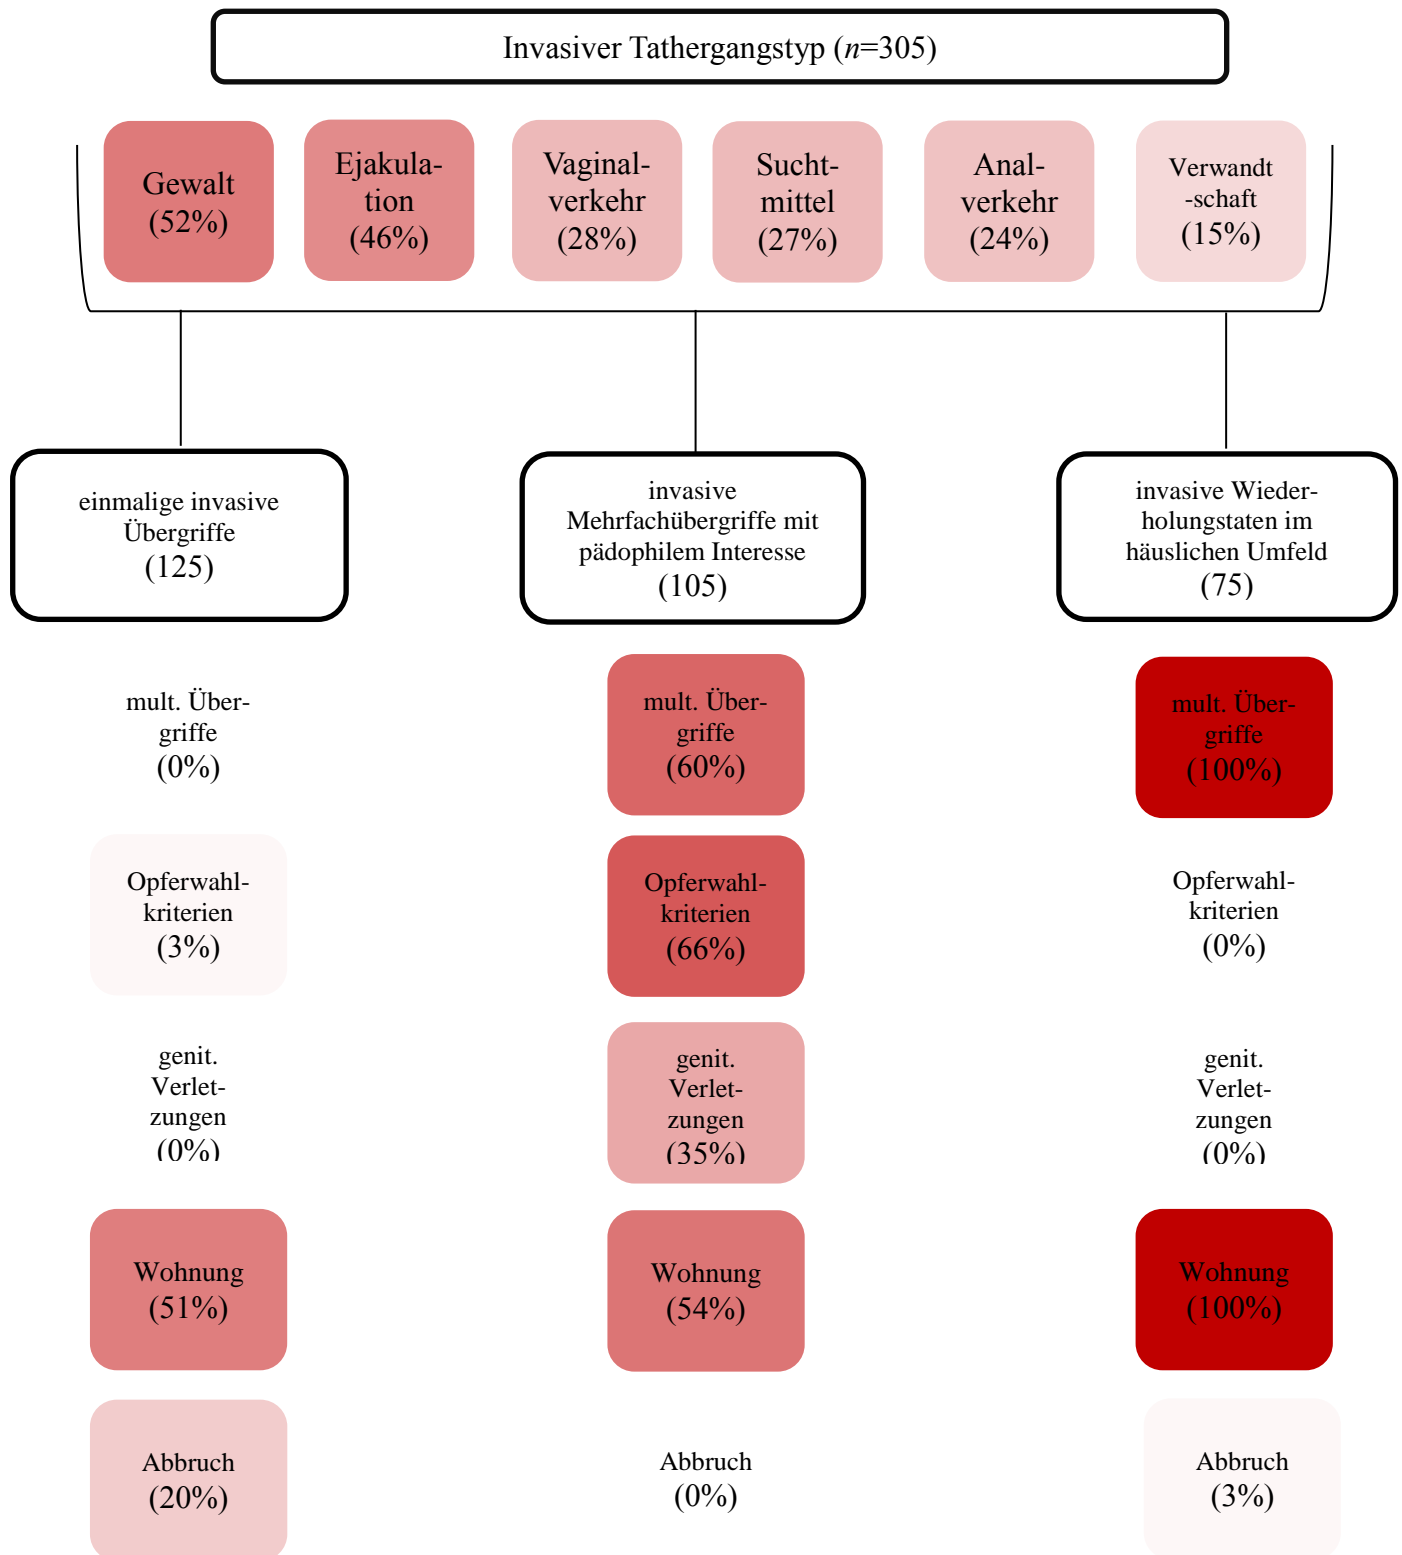 Invasiver Tathergangstyp (n=305)
Gewalt
(52%)
Ejakula-
tion
(46%)
Vaginal-
verkehr
(28%)
Sucht-
mittel
(27%)
Anal-
verkehr
(24%)
Verwandt
-schaft
(15%)
einmalige invasive
Übergriffe
(125)
invasive
Mehrfachübergriffe mit
pädophilem Interesse
(105)
invasive Wieder-
holungstaten im
häuslichen Umfeld
(75)
mult. Über-
griffe
(0%)
mult. Über-
griffe
(60%)
mult. Über-
griffe
(100%)
Opferwahl-
kriterien
(3%)
Opferwahl-
kriterien
(66%)
Opferwahl-
kriterien
(0%)
genit.
Verlet-
zungen
(0%)
genit.
Verlet-
zungen
(35%)
genit.
Verlet-
zungen
(0%)
Wohnung
(51%)
Wohnung
(54%)
Wohnung
(100%)
Abbruch
(20%)
Abbruch
(0%)
Abbruch
(3%)